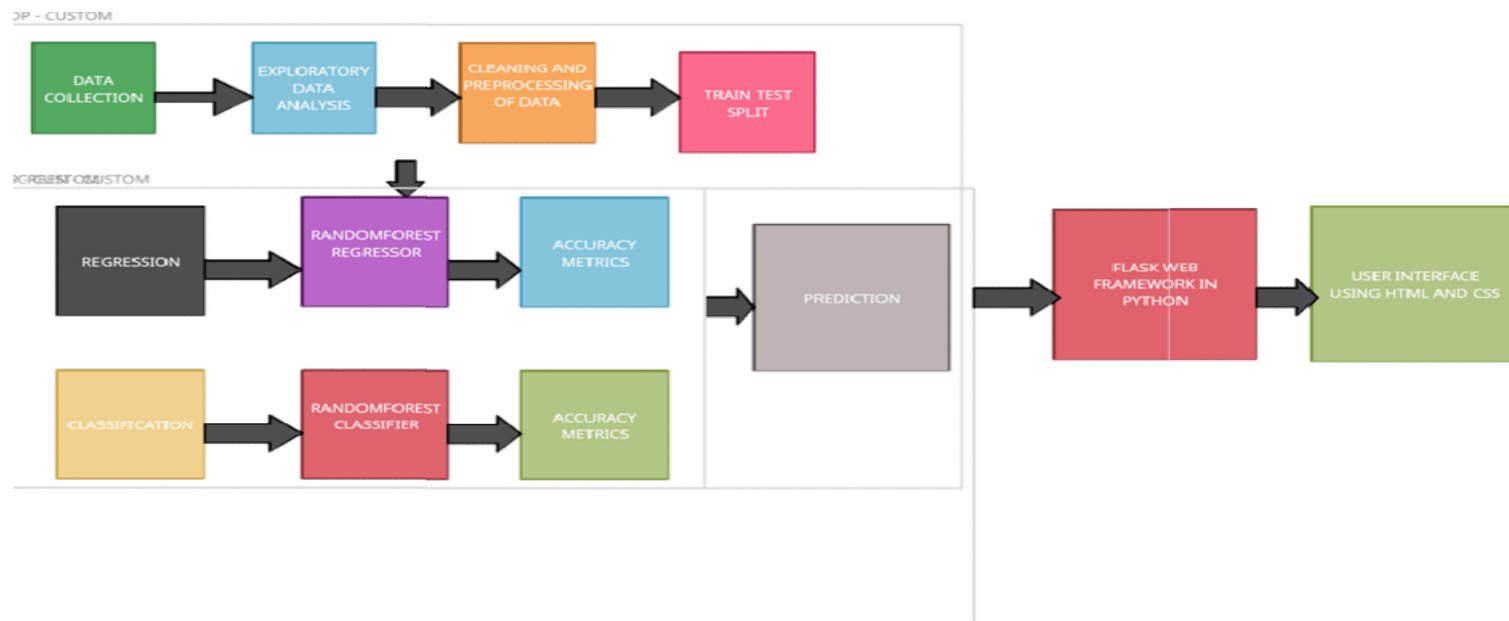 OP - CUSTOM
DATA
COLLECTION
EXPLORATORY
DATA
ANALYSIS
CLEANING AND
PREPROCESSING
OF DATA
TRAIN TEST
SPLIT
CUSTOM
REGRESSION
RANDOMFOREST
REGRESSOR
ACCURACY
METRICS
PREDICTION
FLASK WEB
FRAMEWORK IN
PYTHON
USER INTERFACE
USING HTML AND CSS
CLASSIFICATION
RANDOMFOREST
CLASSIFIER
ACCURACY
METRICS